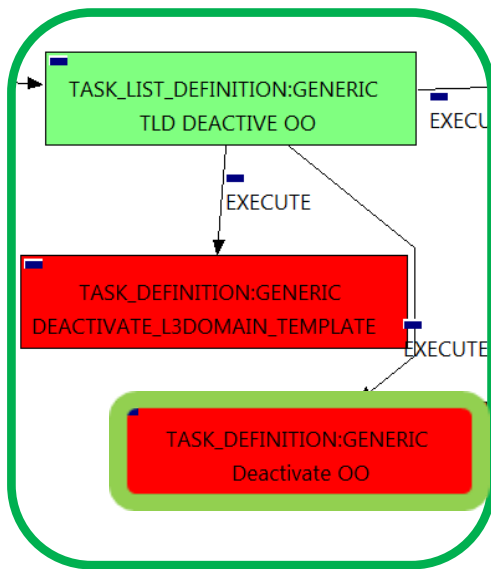 TASK_LIST_DEFINITION:GENERIC
TLD DEACTIVE OO
EXECU
EXECUTE
TASK_DEFINITION:GENERIC
DEACTIVATE_L3DOMAIN_TEMPLATE
EXECUTE
TASK_DEFINITION:GENERIC
Deactivate OO